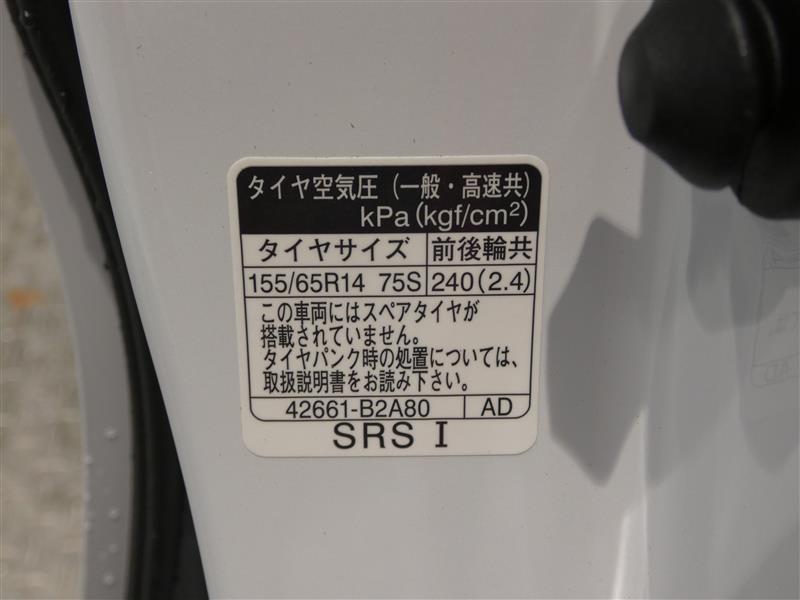 タイヤ空気圧（一般・高速共）
kPa（kgf/cm²）
タイヤサイズ 前後輪共
155/65R14 75S 240（2.4）
この車両にはスペアタイヤが
搭載されていません。
タイヤパンク時の処置については、
取扱説明書をお読み下さい。
42661-B2A80 AD
SRS I